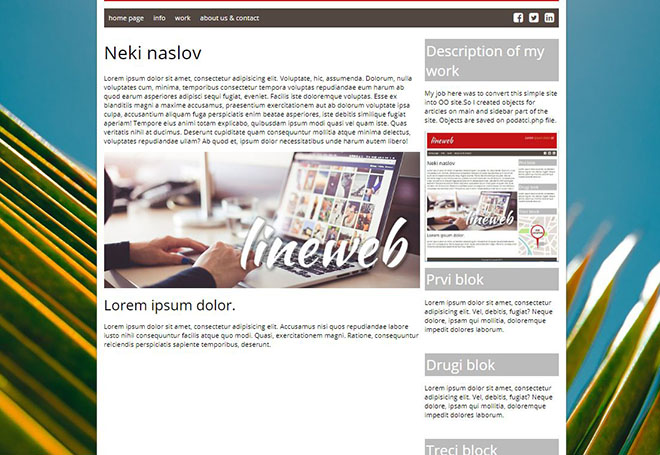 home page info work about us & contact
Neki naslov
Lorem ipsum dolor sit amet, consectetur adipisicing elit. Voluptate, hic, assumenda. Dolorum, nulla
voluptates cum, minima, temporibus consectetur tempora voluptas repudiandae eum harum ab
quod earum asperiores adipisci sequi fugiat, eveniet. Facilis iste doloremque voluptas. Esse ex
blanditiis magni a maxime accusamus, praesentium exercitationem aut ab dolorum voluptate ipsa
culpa, accusantium aliquam fuga perspiciatis enim beatae asperiores, iste debitis similique fugiat
aperiam! Tempore eius animi totam explicabo, quibusdam ipsum modi quasi vel quam iste. Quas
veritatis nihil at ducimus. Deserunt cupiditate quam consequuntur mollitia atque minima delectus,
voluptates repudiandae ullam? Ab quod et, ipsum dolor necessitatibus unde harum autem libero!
lineweb
Lorem ipsum dolor.
Lorem ipsum dolor sit amet, consectetur adipisicing elit. Accusamus nisi quos repudiandae labore
iusto nihil consequuntur facilis atque quo modi. Quasi, exercitationem magni. Ratione, consequuntur
reiciendis perspiciatis sapiente temporibus, deserunt.
Description of my
work
My job here was to convert this simple site
into OO site.So I created objects for
articles on main and sidebar part of the
site. Objects are saved on podatci.php file.
lineweb
Neki naslov
lineweb
Lorem ipsum dolor.
Prvi blok
Lorem ipsum dolor sit amet, consectetur
adipisicing elit. Vel debitis, fugiat? Neque
dolore, ipsam quos qui mollitia, doloremque
impedit dolores laborum.
Drugi blok
Lorem ipsum dolor sit amet, consectetur
adipisicing elit. Vel debitis, fugiat? Neque
dolore, ipsam quos qui mollitia, doloremque
impedit dolores laborum.
Treci block